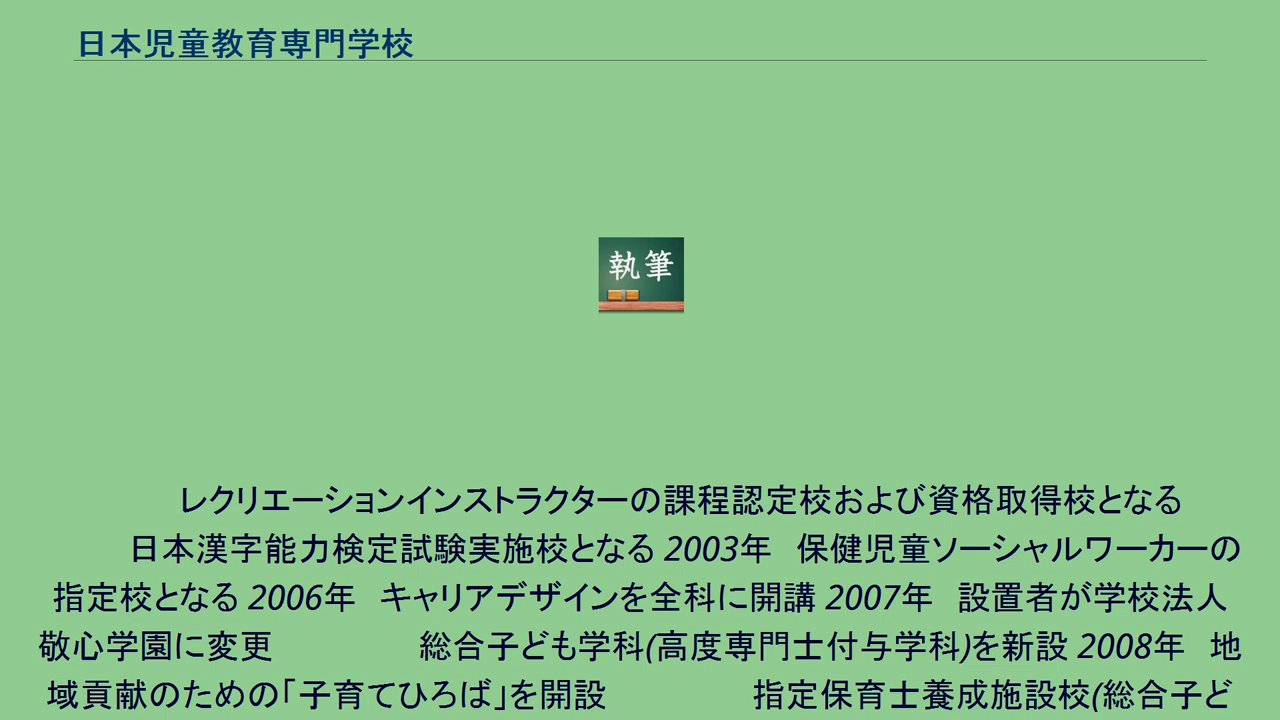 日本児童教育専門学校
執筆
レクリエーションインストラクターの課程認定校および資格取得校となる
日本漢字能力検定試験実施校となる 2003年　保健児童ソーシャルワーカーの
指定校となる 2006年　キャリアデザインを全科に開講 2007年　設置者が学校法人
敬心学園に変更　　　　 総合子ども学科(高度専門士付与学科)を新設 2008年　地
域貢献のための「子育てひろば」を開設　　　　 指定保育士養成施設校(総合子ど